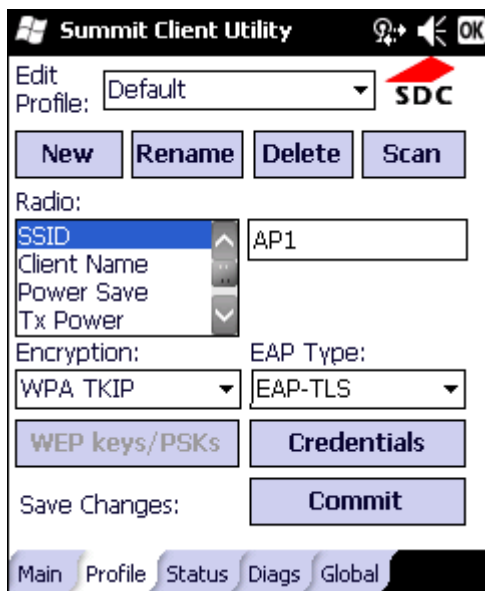 Summit Client Utility OK
Edit
Profile: Default
SDC
New Rename Delete Scan
Radio:
SSID AP1
Client Name
Power Save
Tx Power
Encryption: EAP Type:
WPA TKIP EAP-TLS
WEP keys/PSKs Credentials
Save Changes: Commit
Main Profile Status Diags Global